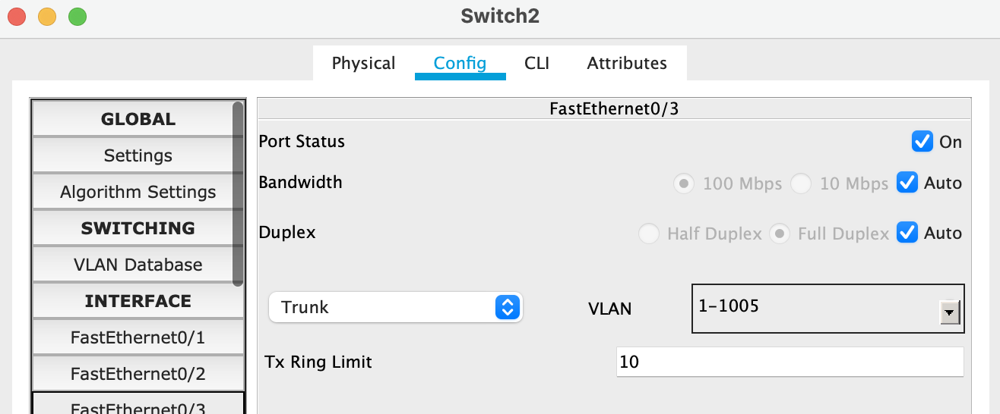 Switch2
Physical Config CLI Attributes
GLOBAL
Settings
Algorithm Settings
SWITCHING
VLAN Database
INTERFACE
FastEthernet0/1
FastEthernet0/2
FastEthernet0/3
FastEthernet0/3
Port Status On
Bandwidth 100 Mbps 10 Mbps Auto
Duplex Half Duplex Full Duplex Auto
Trunk VLAN 1-1005
Tx Ring Limit 10